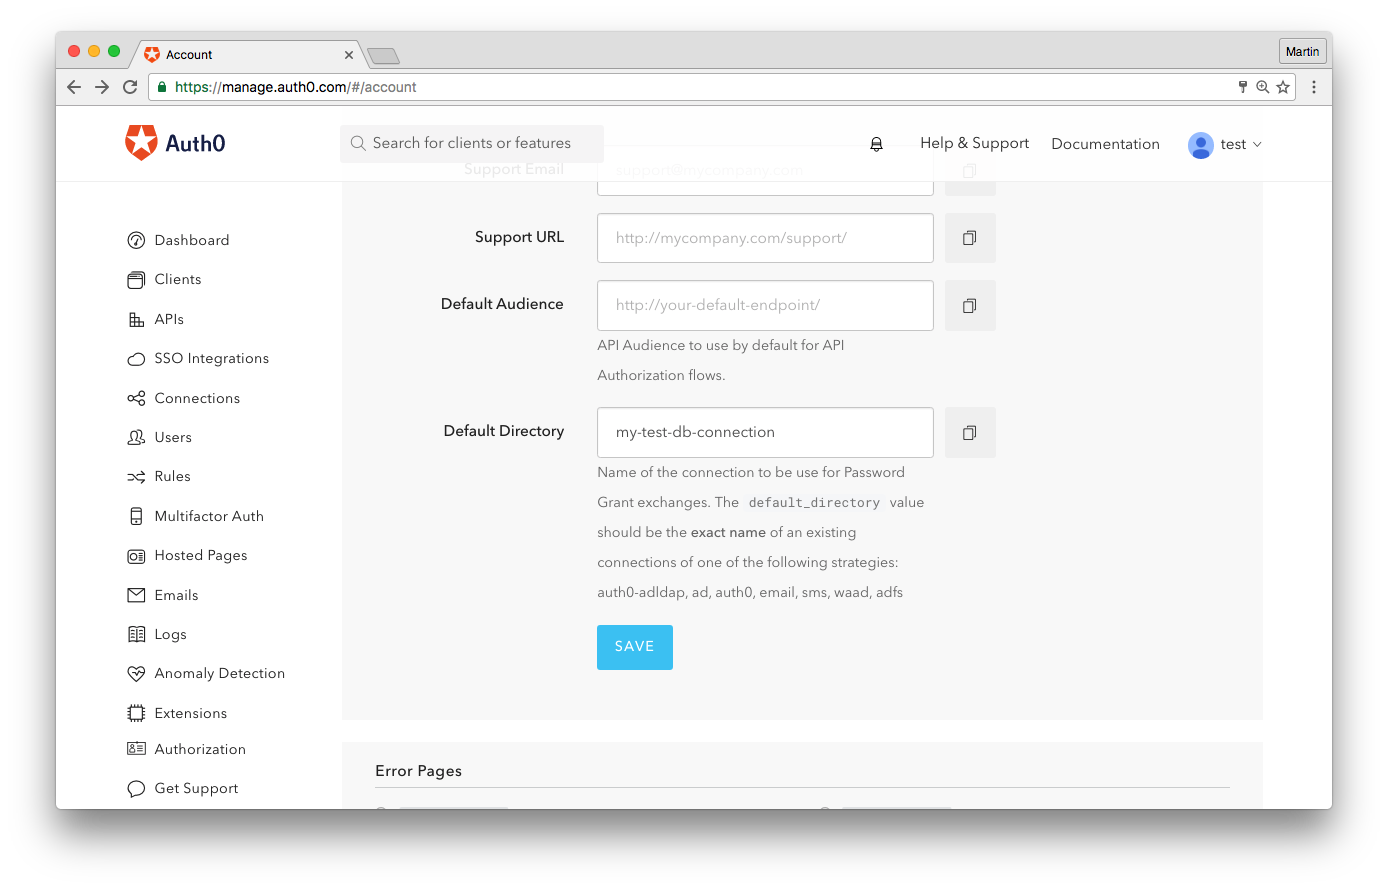 Account
Martin
https://manage.auth0.com/#/account
Auth0
Search for clients or features
Help & Support
Documentation
test
Support Email
support@mycompany.com
Dashboard
Clients
APIs
SSO Integrations
Connections
Users
Rules
Multifactor Auth
Hosted Pages
Emails
Logs
Anomaly Detection
Extensions
Authorization
Get Support
Support URL
http://mycompany.com/support/
Default Audience
http://your-default-endpoint/
API Audience to use by default for API
Authorization flows.
Default Directory
my-test-db-connection
Name of the connection to be use for Password
Grant exchanges. The default_directory value
should be the exact name of an existing
connections of one of the following strategies:
auth0-adldap, ad, auth0, email, sms, waad, adfs
SAVE
Error Pages